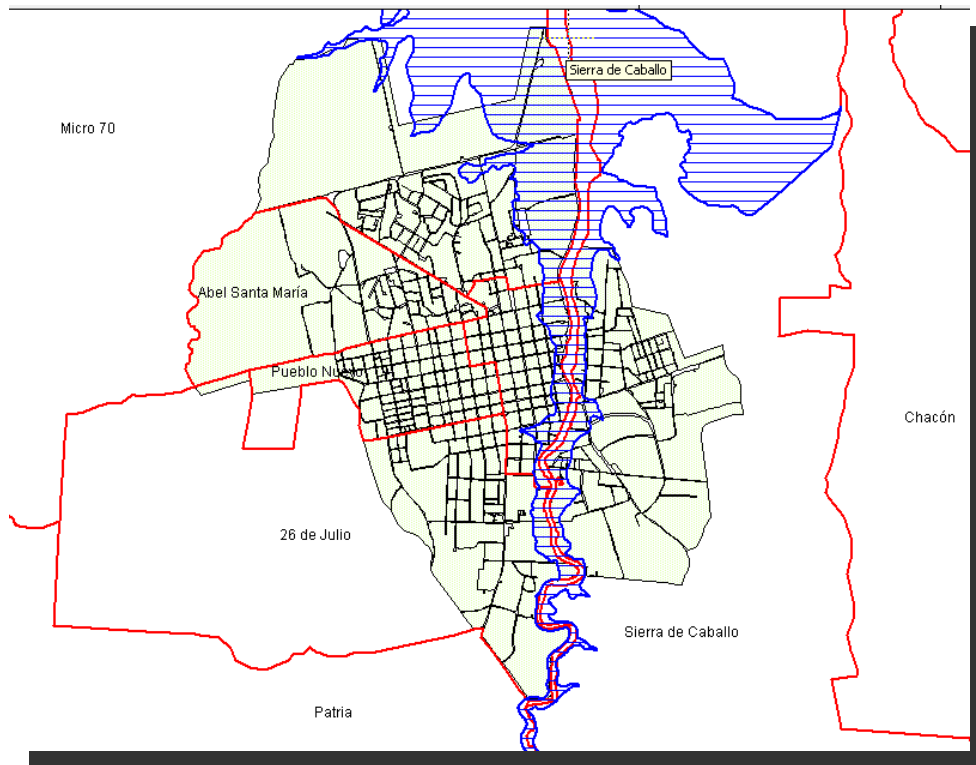 Sierra de Caballo
Micro 70
Abel Santa María
Pueblo Nuevo
Chacón
26 de Julio
Sierra de Caballo
Patria